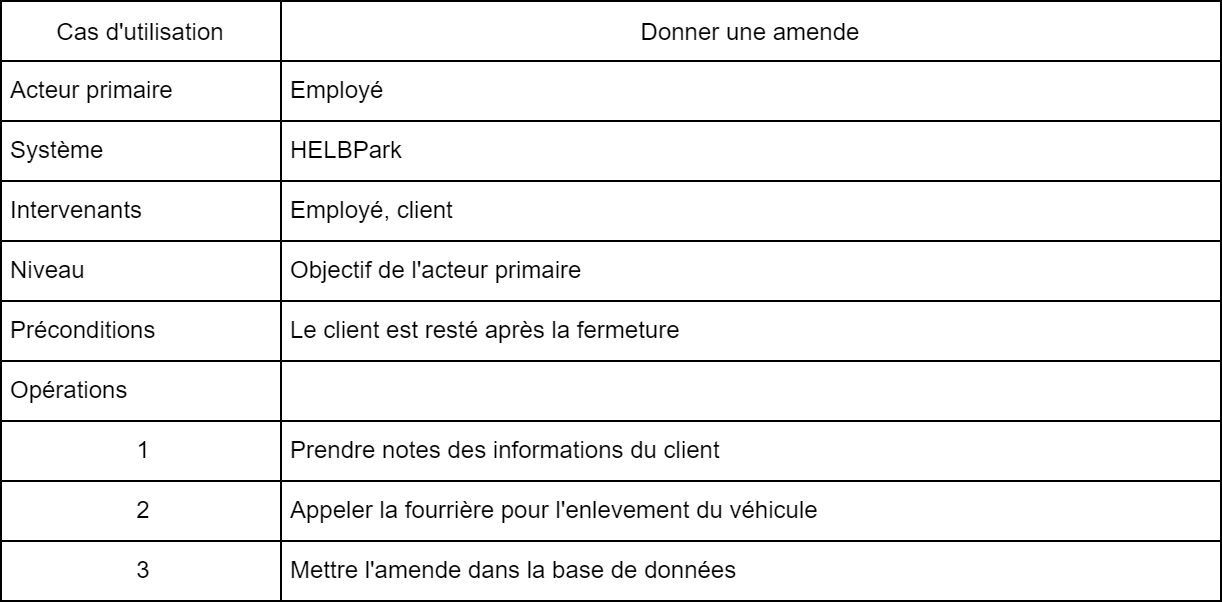 Cas d'utilisation Donner une amende
Acteur primaire Employé
Système HELBPark
Intervenants Employé, client
Niveau Objectif de l'acteur primaire
Préconditions Le client est resté après la fermeture
Opérations
1 Prendre notes des informations du client
2 Appeler la fourrière pour l'enlevement du véhicule
3 Mettre l'amende dans la base de données